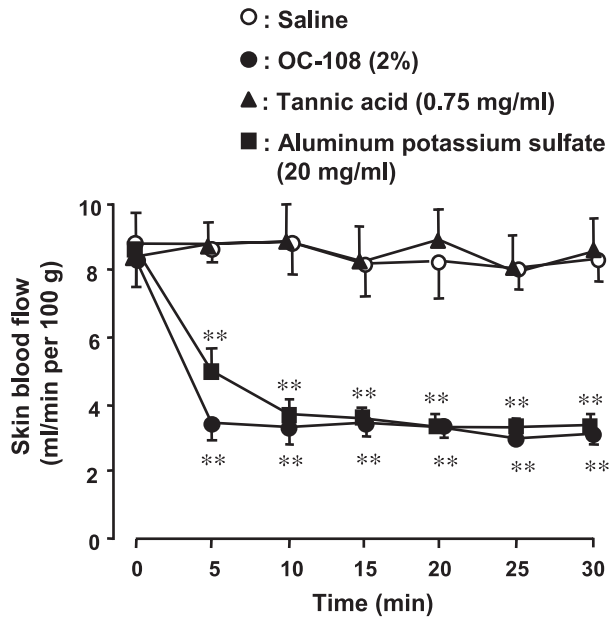 : Saline
: OC-108 (2%)
: Tannic acid (0.75 mg/ml)
: Aluminum potassium sulfate
(20 mg/ml)
Skin blood flow
(ml/min per 100 g)
10
8
6
4
2
0
** ** ** ** ** **
** ** ** ** ** **
0 5 10 15 20 25 30
Time (min)